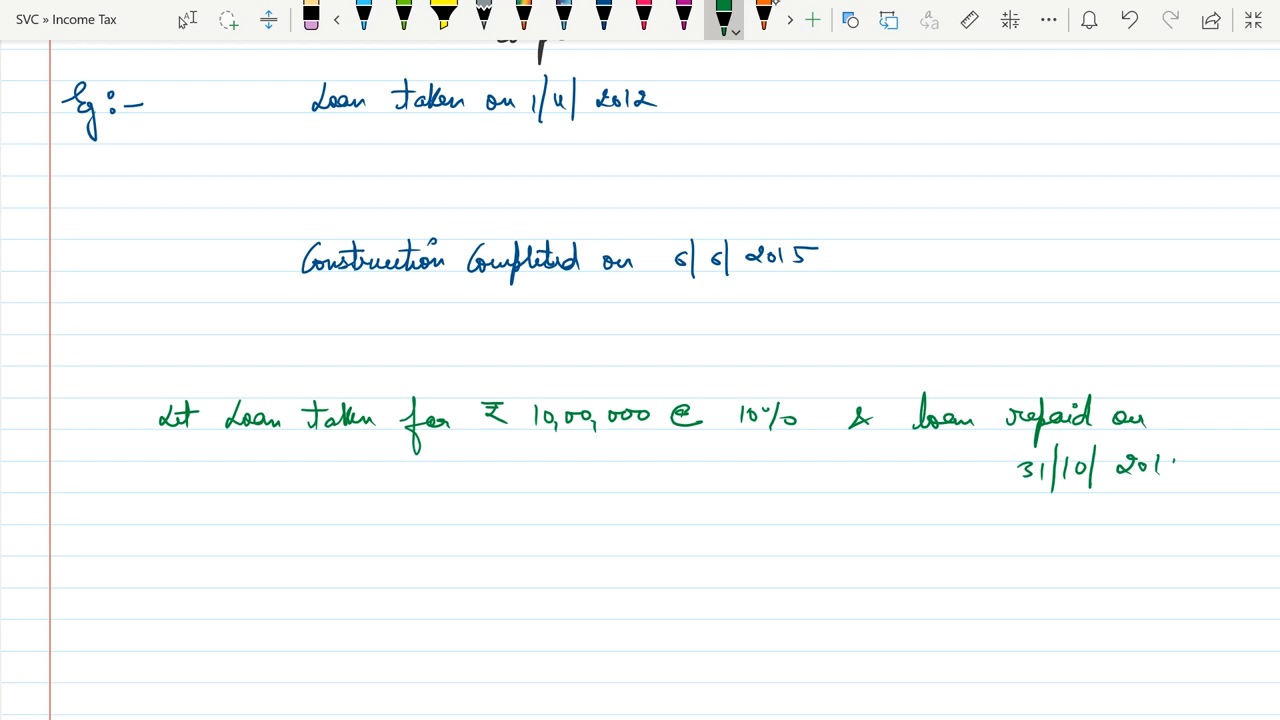 SVC » Income Tax
Eg :- Loan taken on 1/4/ 2012
Construction Completed on 6/ 6/ 2015
Let Loan taken for ₹ 10,00,000 @ 10% & loan repaid on
31/10/ 201